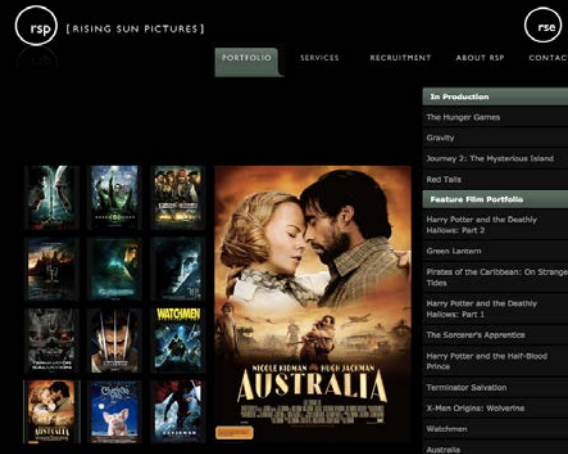 rsp
[RISING SUN PICTURES]
rse
PORTFOLIO
SERVICES
RECRUITMENT
ABOUT RSP
CONTACT
In Production
The Hunger Games
Gravity
Journey 2: The Mysterious Island
Red Tails
Feature Film Portfolio
Harry Potter and the Deathly
Hallows: Part 2
Green Lantern
Pirates of the Caribbean: On Strange
Tides
Harry Potter and the Deathly
Hallows: Part 1
The Sorcerer's Apprentice
Harry Potter and the Half-Blood
Prince
Terminator Salvation
X-Men Origins: Wolverine
Watchmen
Australia
WATCHMEN
NICOLE KIDMAN HUGH JACKMAN
AUSTRALIA